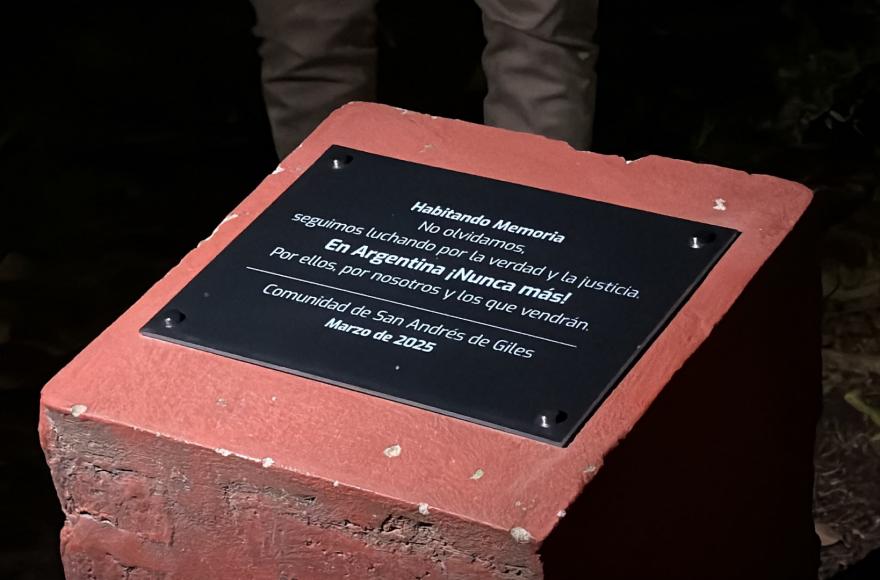 Habitando Memoria
No olvidamos,
seguimos luchando por la verdad y la justicia.
En Argentina ¡Nunca más!
Por ellos, por nosotros y los que vendrán.
Comunidad de San Andrés de Giles
Marzo de 2025